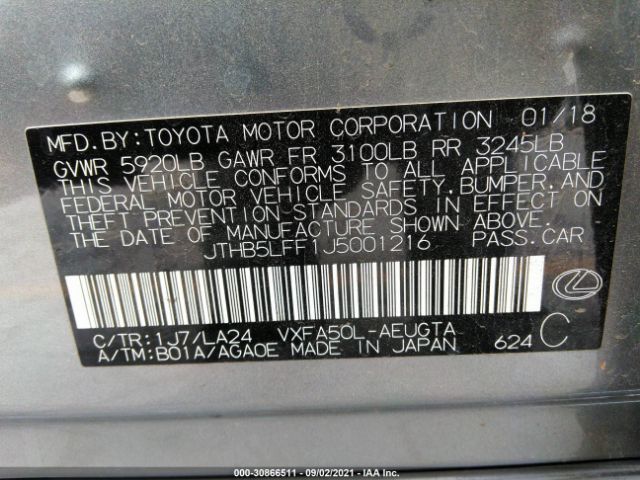 MFD.BY:TOYOTA MOTOR CORPORATION 01/18
GVWR 5920LB GAWR FR 3100LB RR 3245LB
THIS VEHICLE CONFORMS TO ALL APPLICABLE
FEDERAL MOTOR VEHICLE SAFETY,BUMPER,AND
THEFT PREVENTION STANDARDS IN EFFECT ON
THE DATE OF MANUFACTURE SHOWN ABOVE.
JTHB5LFF1J5001216 PASS.CAR
C/TR:1J7/LA24 VXFA50L-AEUGTA
A/TM:B01A/AGA0E MADE IN JAPAN 624 C
000-30866511 - 09/02/2021 - IAA Inc.